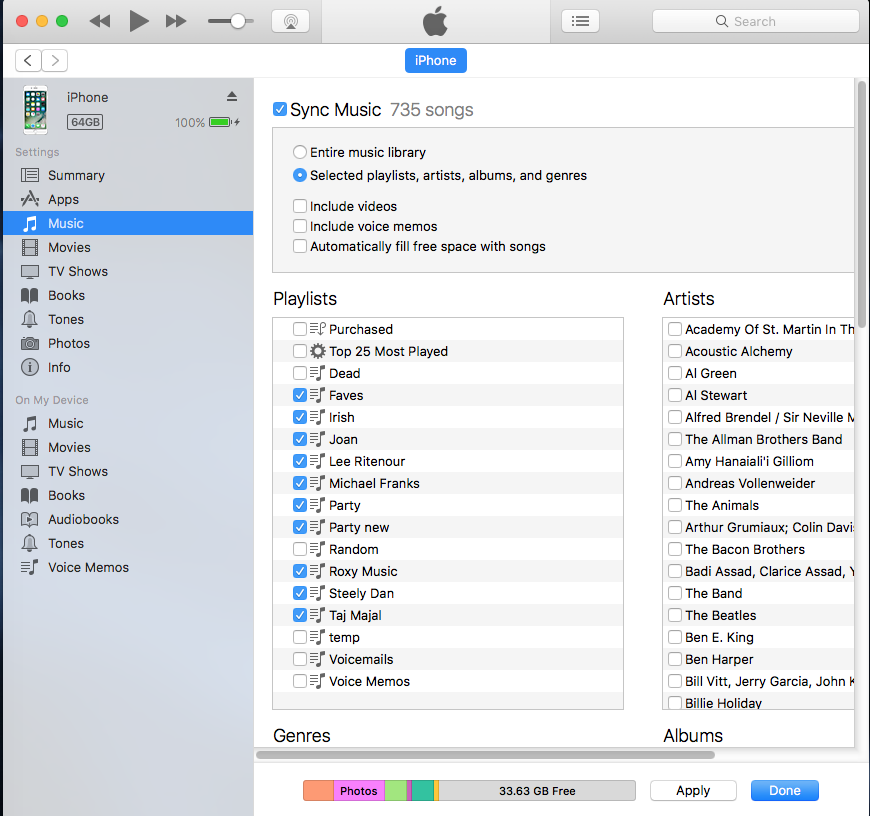 Search
iPhone
iPhone
64GB
100%
Settings
Summary
Apps
Music
Movies
TV Shows
Books
Tones
Photos
Info
On My Device
Music
Movies
TV Shows
Books
Audiobooks
Tones
Voice Memos
Sync Music 735 songs
Entire music library
Selected playlists, artists, albums, and genres
Include videos
Include voice memos
Automatically fill free space with songs
Playlists
Purchased
Top 25 Most Played
Dead
Faves
Irish
Joan
Lee Ritenour
Michael Franks
Party
Party new
Random
Roxy Music
Steely Dan
Taj Majal
temp
Voicemails
Voice Memos
Artists
Academy Of St. Martin In Th
Acoustic Alchemy
Al Green
Al Stewart
Alfred Brendel / Sir Neville M
The Allman Brothers Band
Amy Hanaiali'i Gilliom
Andreas Vollenweider
The Animals
Arthur Grumiaux; Colin Davi
The Bacon Brothers
Badi Assad, Clarice Assad, Y
The Band
The Beatles
Ben E. King
Ben Harper
Bill Vitt, Jerry Garcia, John K
Billie Holiday
Genres
Albums
Photos
33.63 GB Free
Apply
Done